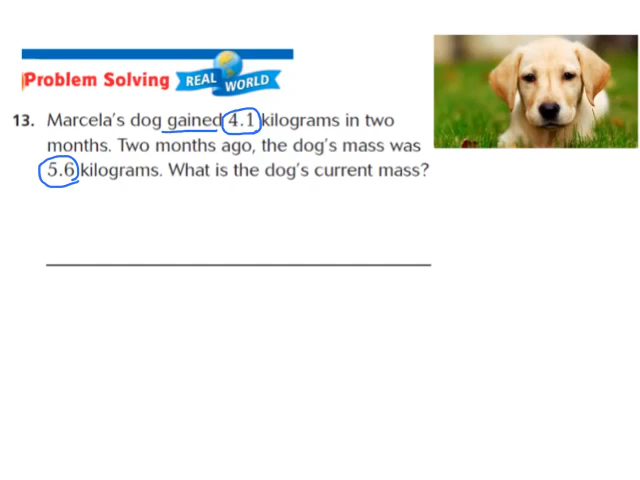 Problem Solving REAL WORLD
13. Marcela's dog gained 4.1 kilograms in two
months. Two months ago, the dog's mass was
5.6 kilograms. What is the dog's current mass?